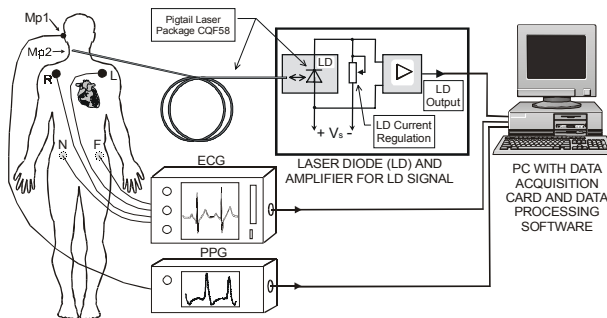 Mp1
Mp2
R
L
N
F
Pigtail Laser
Package CQF58
LD
+ Vs -
LD Current
Regulation
LD
Output
LASER DIODE (LD) AND
AMPLIFIER FOR LD SIGNAL
ECG
PPG
PC WITH DATA
ACQUISITION
CARD AND DATA
PROCESSING
SOFTWARE